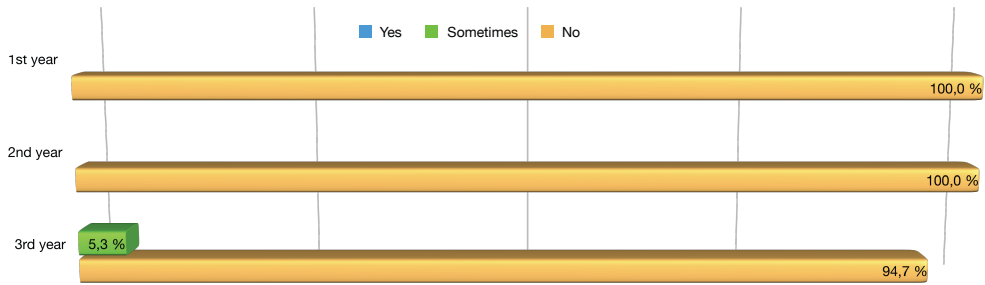 Yes Sometimes No
1st year
100,0 %
2nd year
100,0 %
3rd year
5,3 %
94,7 %